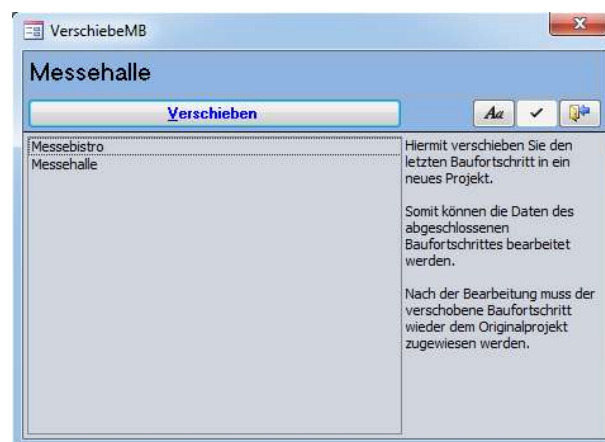 VerschiebeMB
Messehalle
Verschieben
Aa
Messebistro
Messehalle
Hiermit verschieben Sie den
letzten Baufortschritt in ein
neues Projekt.
Somit können die Daten des
abgeschlossenen
Baufortschrittes bearbeitet
werden.
Nach der Bearbeitung muss der
verschobene Baufortschritt
wieder dem Originalprojekt
zugewiesen werden.